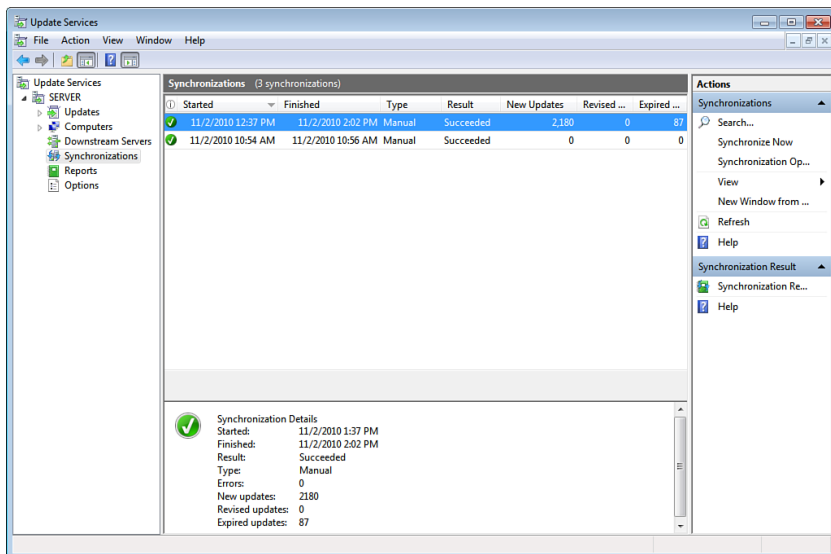 Update Services
File Action View Window Help
Update Services
SERVER
Updates
Computers
Downstream Servers
Synchronizations
Reports
Options
Synchronizations (3 synchronizations)
Started Finished Type Result New Updates Revised ... Expired ...
11/2/2010 12:37 PM 11/2/2010 2:02 PM Manual Succeeded 2,180 0 87
11/2/2010 10:54 AM 11/2/2010 10:56 AM Manual Succeeded 0 0 0
Synchronization Details
Started: 11/2/2010 1:37 PM
Finished: 11/2/2010 2:02 PM
Result: Succeeded
Type: Manual
Errors: 0
New updates: 2180
Revised updates: 0
Expired updates: 87
Actions
Synchronizations
Search...
Synchronize Now
Synchronization Op...
View
New Window from ...
Refresh
Help
Synchronization Result
Synchronization Re...
Help